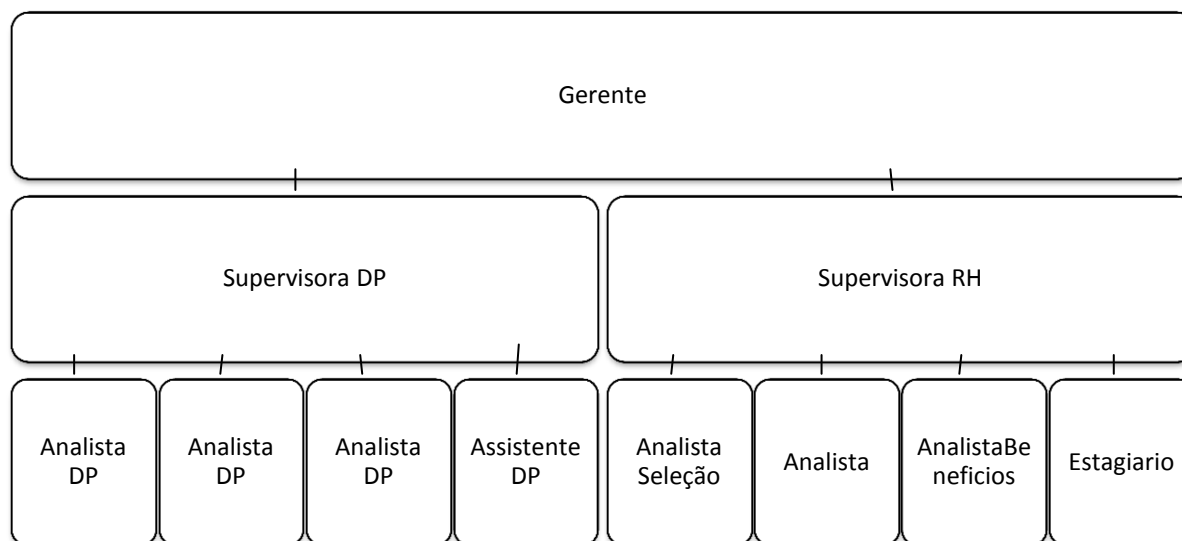 Gerente
Supervisora DP
Supervisora RH
Analista
DP
Analista
DP
Analista
DP
Assistente
DP
Analista
Seleção
Analista
AnalistaBe
neficios
Estagiario